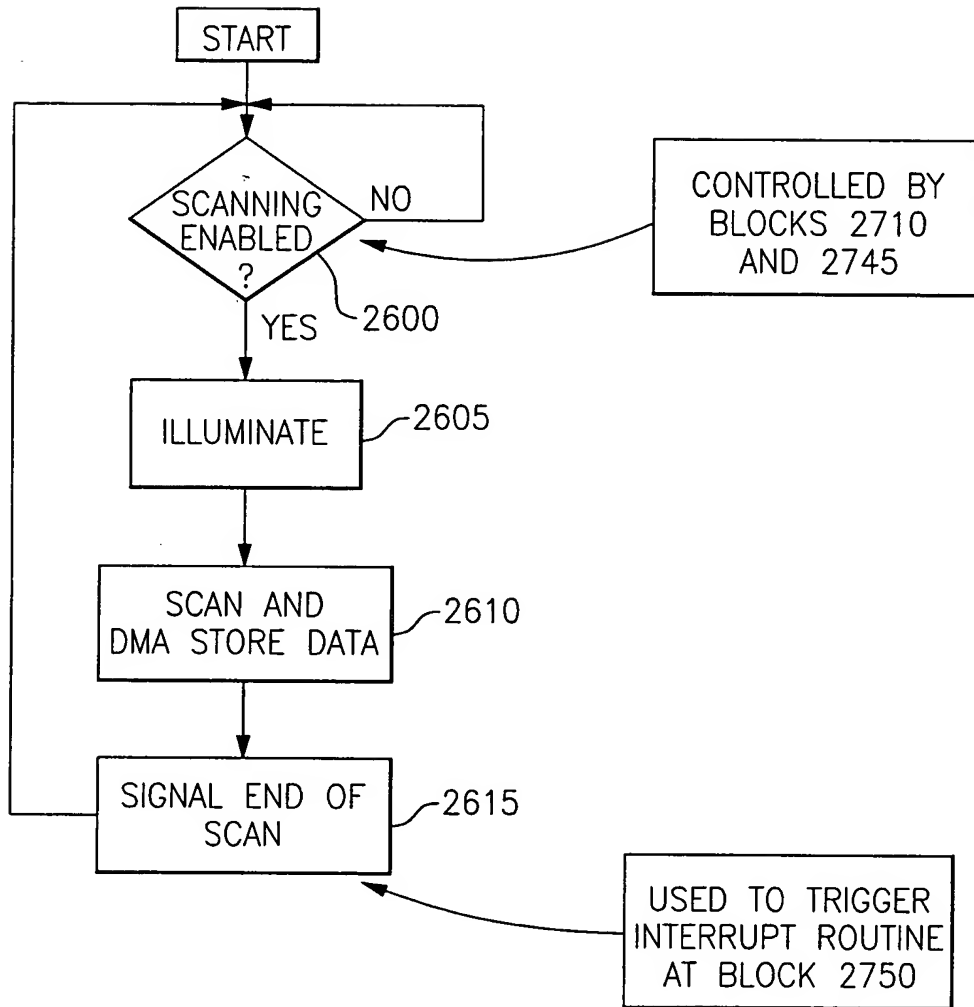 START
SCANNING
ENABLED
?
NO
CONTROLLED BY
BLOCKS 2710
AND 2745
2600
YES
ILLUMINATE
2605
SCAN AND
DMA STORE DATA
2610
SIGNAL END OF
SCAN
2615
USED TO TRIGGER
INTERRUPT ROUTINE
AT BLOCK 2750